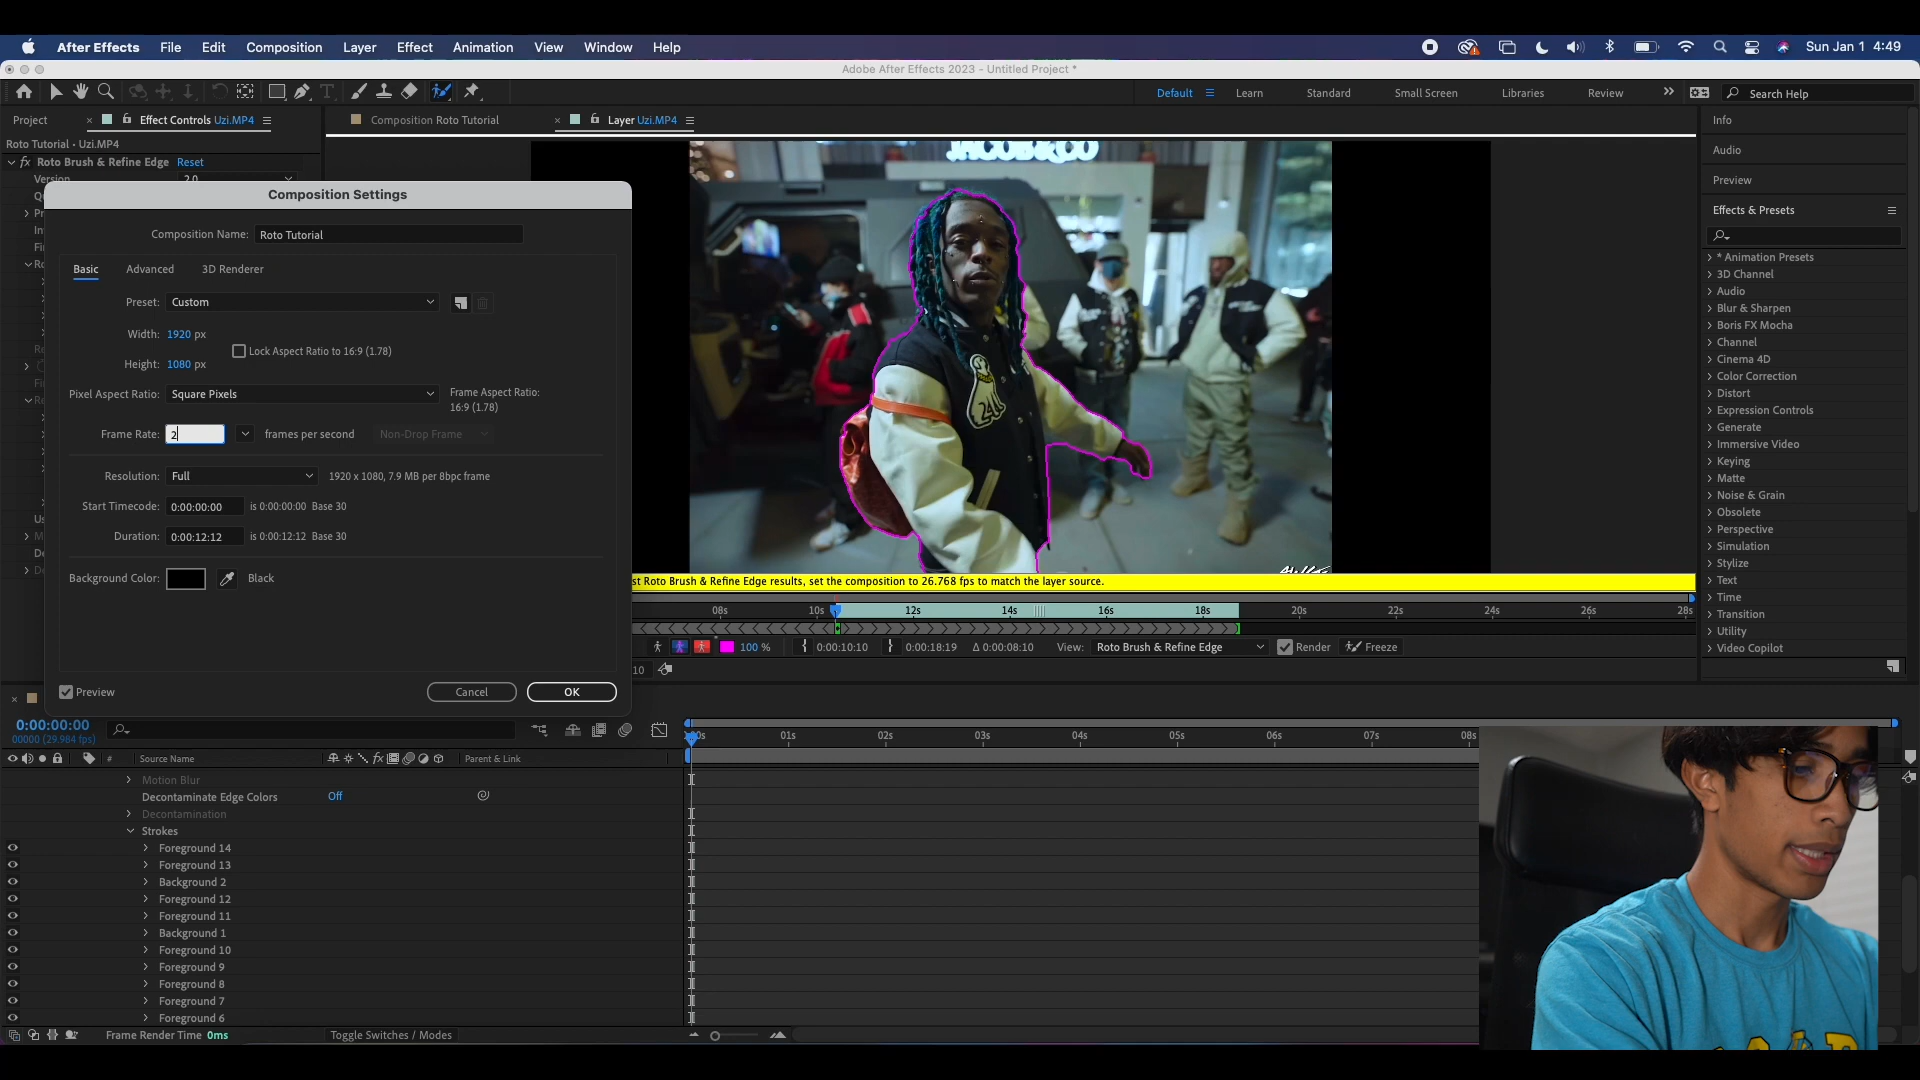 After Effects File Edit Composition Layer Effect Animation View Window Help
Sun Jan 1 4:49
Adobe After Effects 2023 - Untitled Project *
Default Learn Standard Small Screen Libraries Review
Search Help
Project
Effect Controls Uzi.MP4
Composition Roto Tutorial
Layer Uzi.MP4
Roto Tutorial • Uzi.MP4
fx Roto Brush & Refine Edge Reset
Version 2.0
Composition Settings
Composition Name: Roto Tutorial
Basic Advanced 3D Renderer
Preset: Custom
Width: 1920 px
Lock Aspect Ratio to 16:9 (1.78)
Height: 1080 px
Pixel Aspect Ratio: Square Pixels
Frame Aspect Ratio:
16:9 (1.78)
Frame Rate: 2 frames per second Non-Drop Frame
Resolution: Full 1920 x 1080, 7.9 MB per 8bpc frame
Start Timecode: 0:00:00:00 is 0:00:00:00 Base 30
Duration: 0:00:12:12 is 0:00:12:12 Base 30
Background Color: Black
Preview Cancel OK
JACOB&CO
24
st Roto Brush & Refine Edge results, set the composition to 26.768 fps to match the layer source.
08s 10s 12s 14s 16s 18s 20s 22s 24s 26s 28s
100 % 0:00:10:10 0:00:18:19 Δ 0:00:08:10 View: Roto Brush & Refine Edge Render Freeze
10
Info
Audio
Preview
Effects & Presets
* Animation Presets
3D Channel
Audio
Blur & Sharpen
Boris FX Mocha
Channel
Cinema 4D
Color Correction
Distort
Expression Controls
Generate
Immersive Video
Keying
Matte
Noise & Grain
Obsolete
Perspective
Simulation
Stylize
Text
Time
Transition
Utility
Video Copilot
0:00:00:00
00000 (29.984 fps)
01s 02s 03s 04s 05s 06s 07s 08s
# Source Name fx Parent & Link
Motion Blur
Decontaminate Edge Colors Off
Decontamination
Strokes
Foreground 14
Foreground 13
Background 2
Foreground 12
Foreground 11
Background 1
Foreground 10
Foreground 9
Foreground 8
Foreground 7
Foreground 6
Frame Render Time 0ms Toggle Switches / Modes